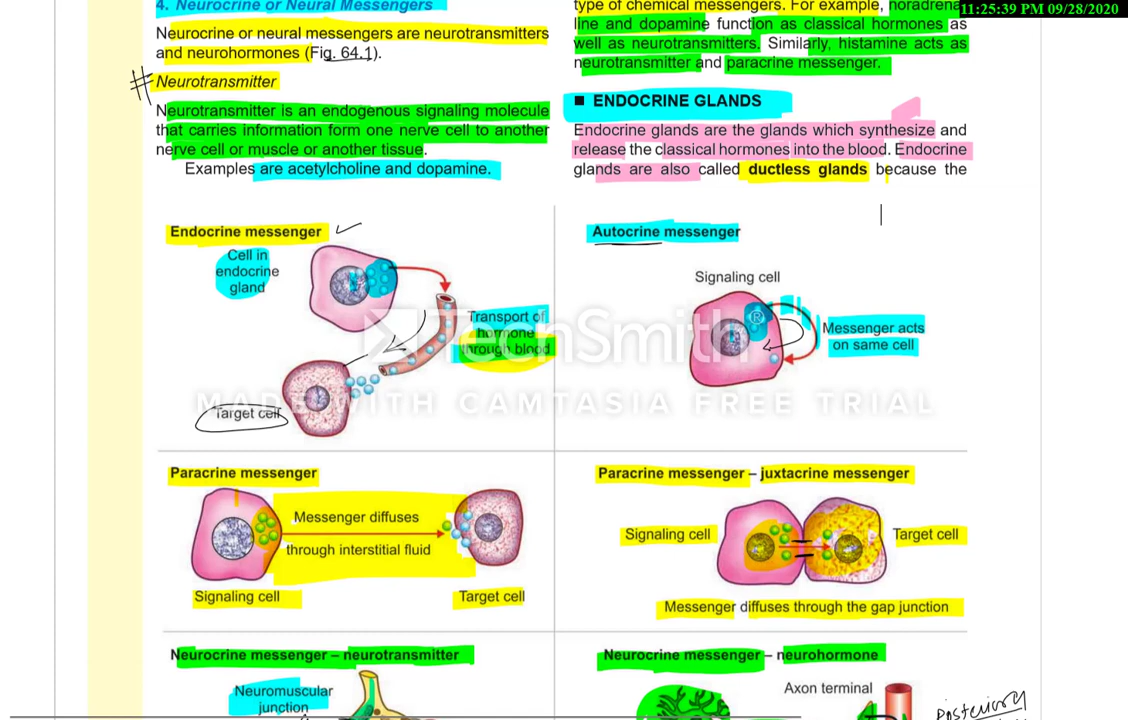 4. Neurocrine or Neural Messengers
Neurocrine or neural messengers are neurotransmitters
and neurohormones (Fig. 64.1).
# Neurotransmitter
Neurotransmitter is an endogenous signaling molecule
that carries information form one nerve cell to another
nerve cell or muscle or another tissue.
Examples are acetylcholine and dopamine.
type of chemical messengers. For example,
line and dopamine function as classical hormones as
well as neurotransmitters. Similarly, histamine acts as
neurotransmitter and paracrine messenger.
■ ENDOCRINE GLANDS
Endocrine glands are the glands which synthesize and
release the classical hormones into the blood. Endocrine
glands are also called ductless glands because the
11:25:39 PM 09/28/2020
Endocrine messenger
Cell in
endocrine
gland
Transport of
hormone
through blood
Target cell
Autocrine messenger
Signaling cell
Messenger acts
on same cell
TechSmith®
MADE WITH CAMTASIA FREE TRIAL
Paracrine messenger
Messenger diffuses
through interstitial fluid
Signaling cell
Target cell
Paracrine messenger – juxtacrine messenger
Signaling cell
Target cell
Messenger diffuses through the gap junction
Neurocrine messenger – neurotransmitter
Neuromuscular
junction
Neurocrine messenger – neurohormone
Axon terminal